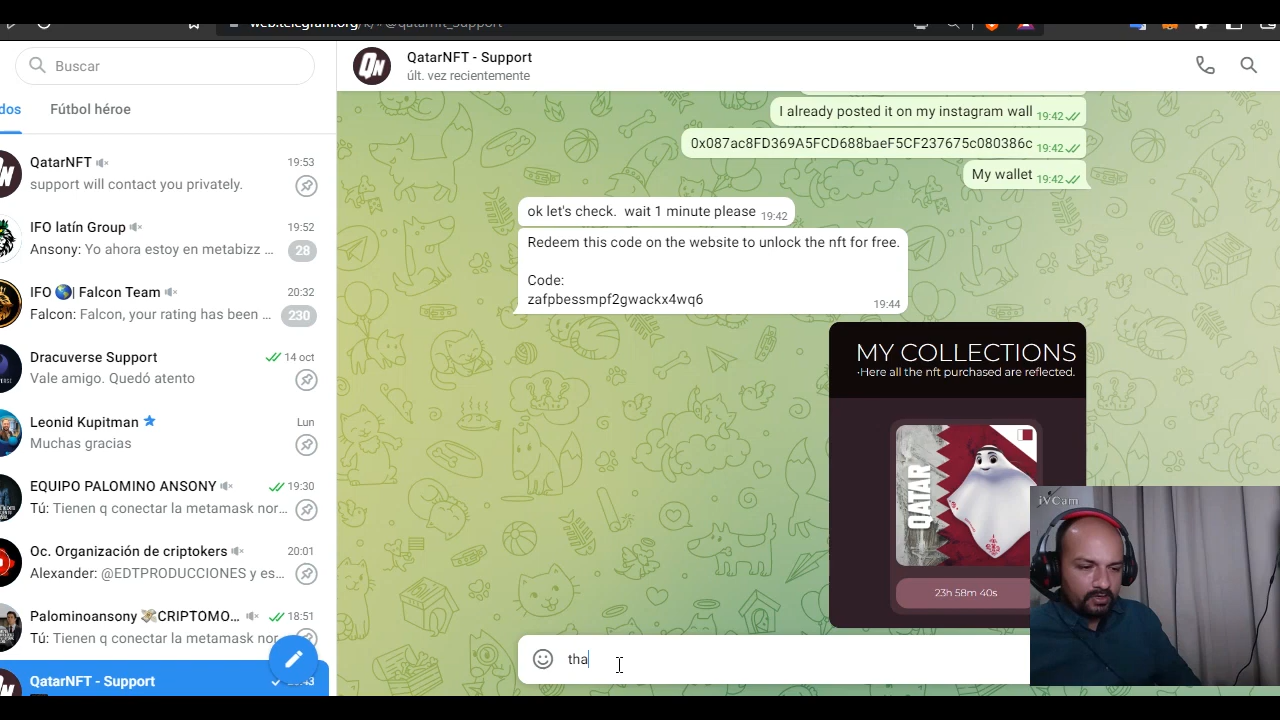 Buscar
dos
Fútbol héroe
QatarNFT
19:53
support will contact you privately.
IFO latín Group
19:52
Ansony: Yo ahora estoy en metabizz ...
28
IFO 🌎| Falcon Team
20:32
Falcon: Falcon, your rating has been ...
230
Dracuverse Support
14 oct
Vale amigo. Quedó atento
Leonid Kupitman
Lun
Muchas gracias
EQUIPO PALOMINO ANSONY
19:30
Tú: Tienen q conectar la metamask nor...
Oc. Organización de criptokers
20:01
Alexander: @EDTPRODUCCIONES y es...
Palominoansony 💸CRIPTOMO...
18:51
Tú: Tienen q conectar la metamask nor
QatarNFT - Support
QN
QatarNFT - Support
últ. vez recientemente
I already posted it on my instagram wall 19:42
0x087ac8FD369A5FCD688baeF5CF237675c080386c 19:42
My wallet 19:42
ok let's check. wait 1 minute please 19:42
Redeem this code on the website to unlock the nft for free.
Code:
zafpbessmpf2gwackx4wq6
19:44
MY COLLECTIONS
·Here all the nft purchased are reflected.
QATAR
23h 58m 40s
tha
iVCam